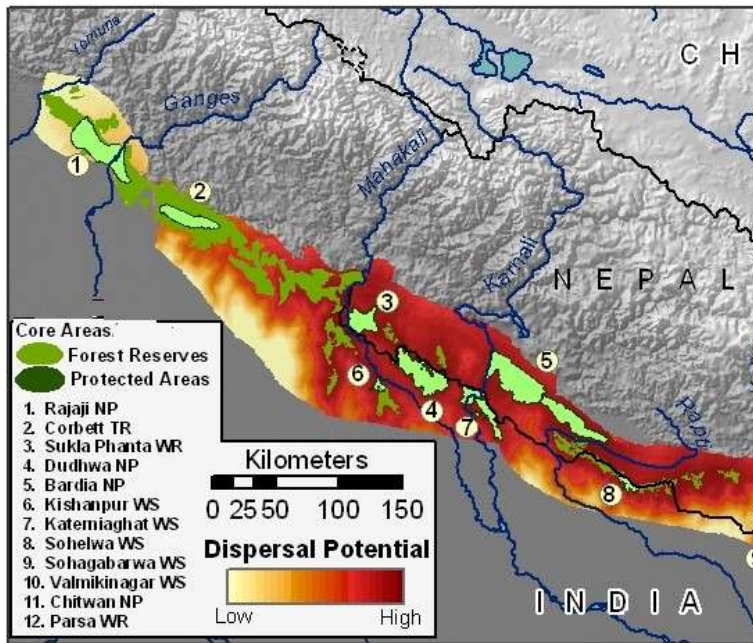 Yamuna
Ganges
Mahakali
Karnali
Rapti
C H
N E P A L
I N D I A
1
2
3
4
5
6
7
8
Core Areas
Forest Reserves
Protected Areas
1. Rajaji NP
2. Corbett TR
3. Sukla Phanta WR
4. Dudhwa NP
5. Bardia NP
6. Kishanpur WS
7. Katerniaghat WS
8. Sohelwa WS
9. Sohagabarwa WS
10. Valmikinagar WS
11. Chitwan NP
12. Parsa WR
Kilometers
0 25 50 100 150
Dispersal Potential
Low High